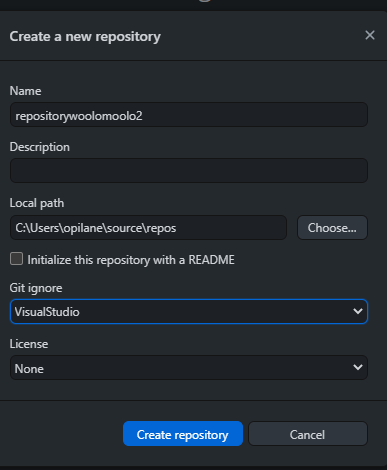 Create a new repository
Name
repositorywoolomoolo2
Description
Local path
C:\Users\opilane\source\repos
Choose...
Initialize this repository with a README
Git ignore
VisualStudio
License
None
Create repository
Cancel